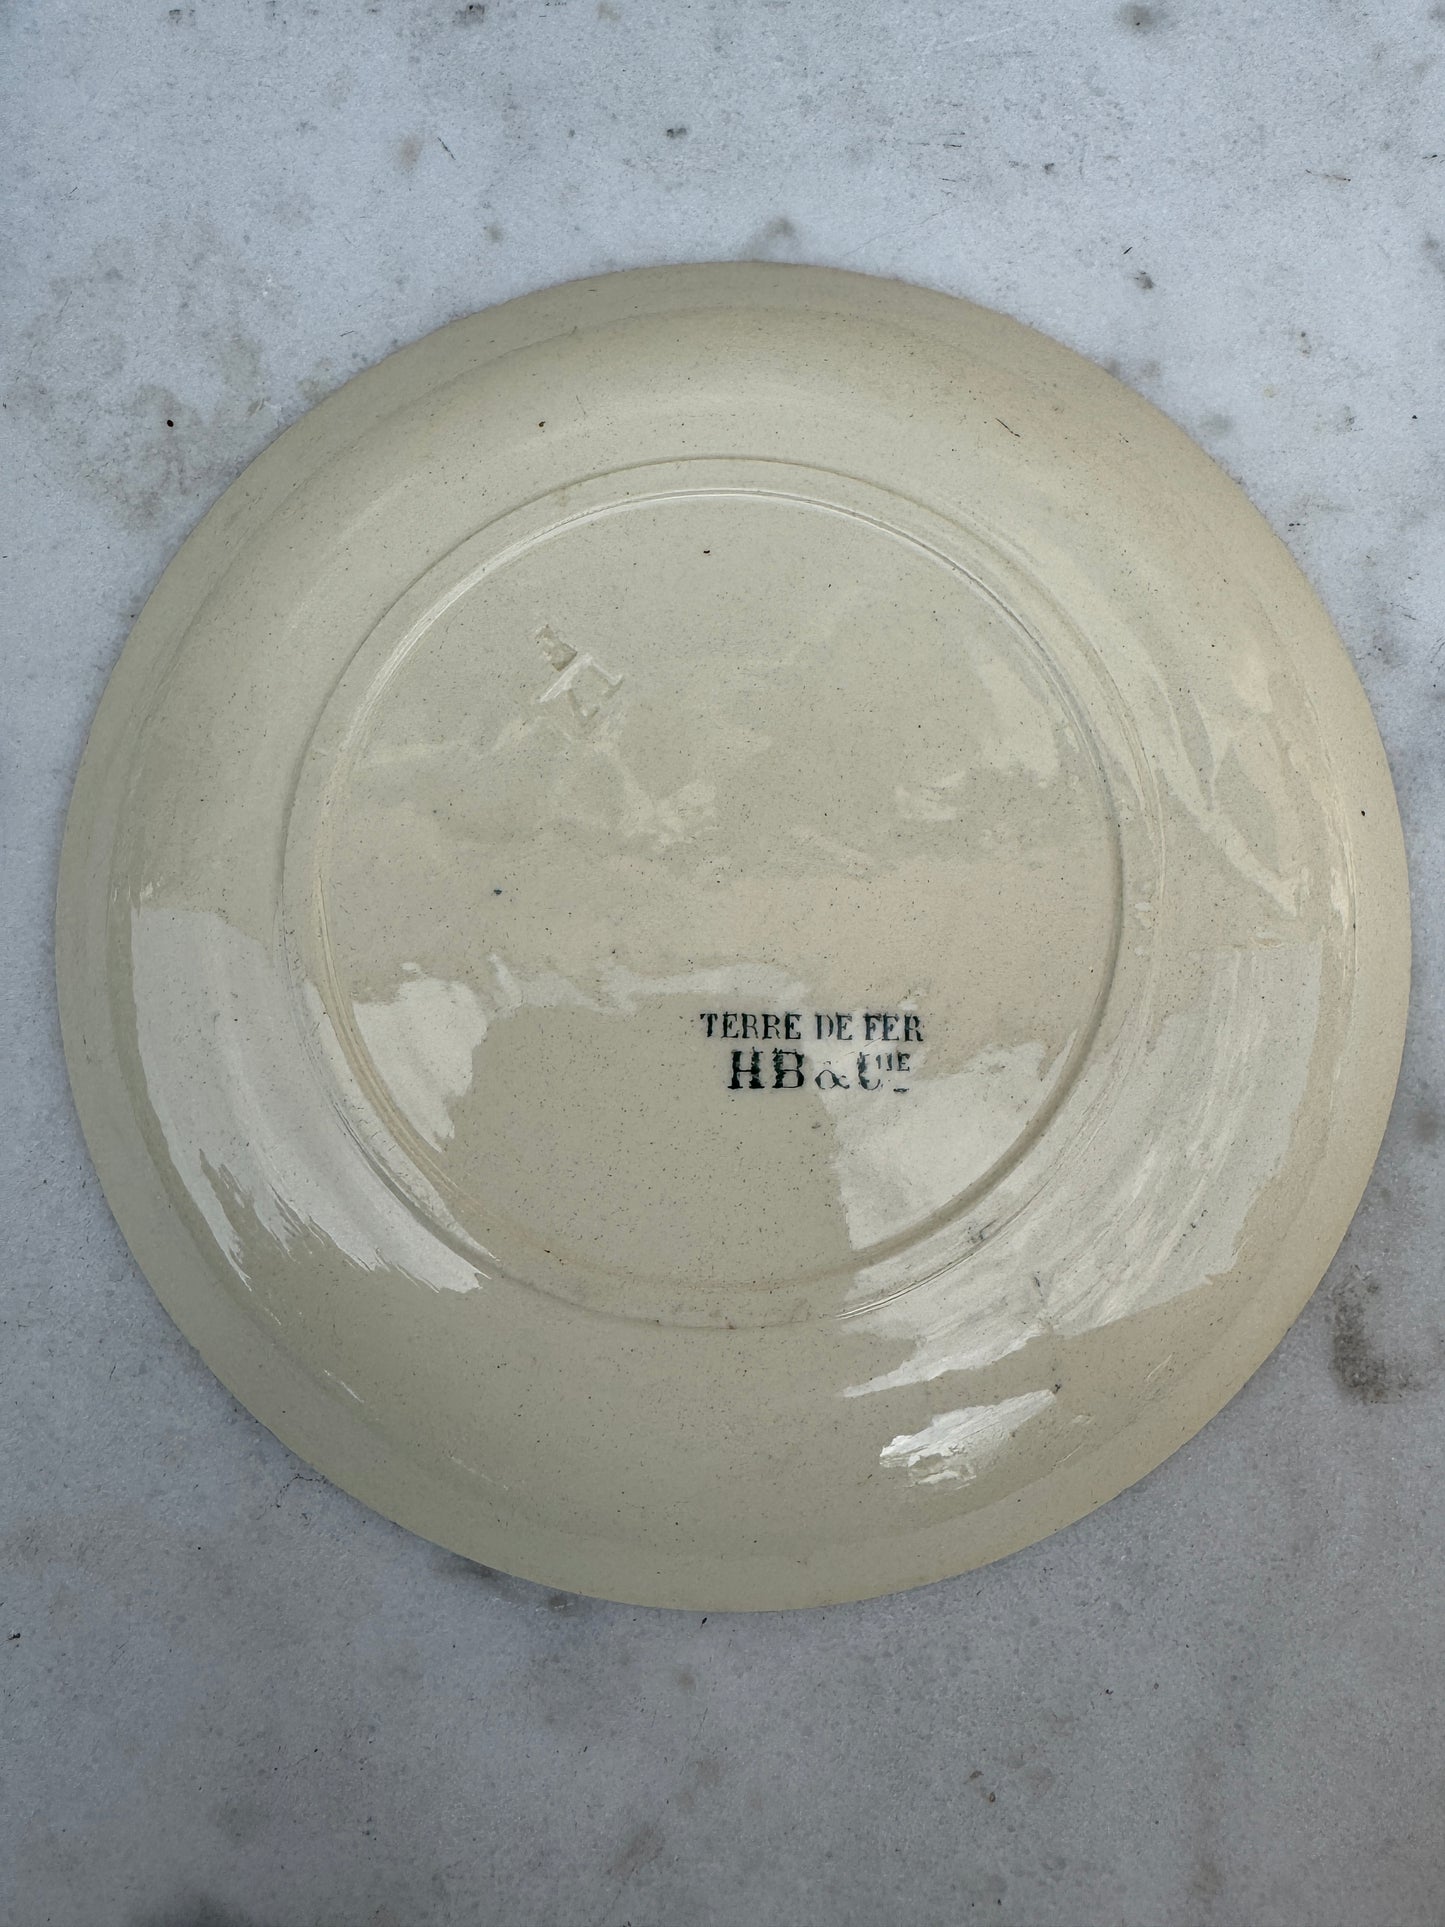 TERRE DE FER
HB & CIE